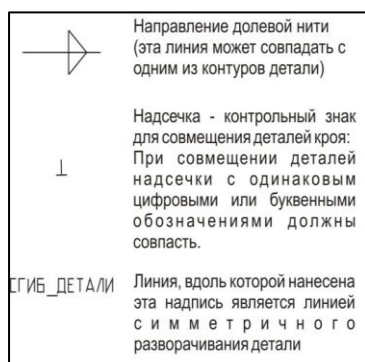 Направление долевой нити
(эта линия может совпадать с
одним из контуров детали)
Надсечка - контрольный знак
для совмещения деталей кроя:
При совмещении деталей
надсечки с одинаковым
цифровыми или буквенными
обозначениями должны
совпасть.
СГИБ_ДЕТАЛИ
Линия, вдоль которой нанесена
эта надпись является линией
симметричного
разворачивания детали